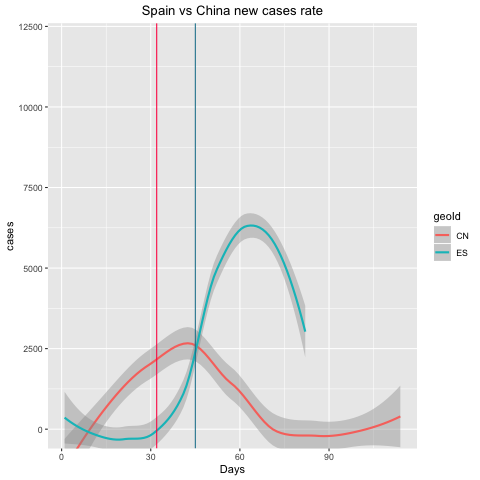 Spain vs China new cases rate
12500
10000
7500
5000
2500
0
cases
0 30 60 90
Days
geoId
CN
ES